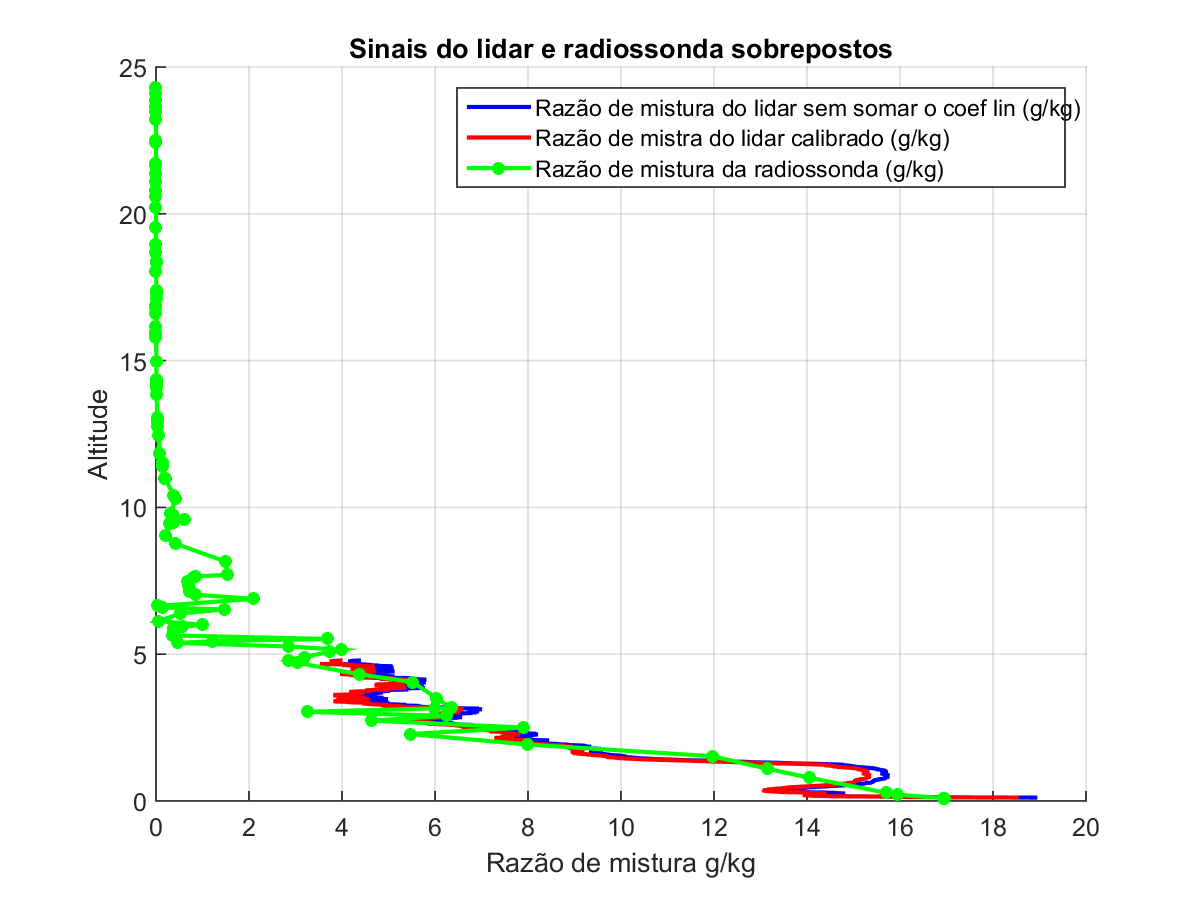 Sinais do lidar e radiossonda sobrepostos
25
Razão de mistura do lidar sem somar o coef lin (g/kg)
Razão de mistra do lidar calibrado (g/kg)
Razão de mistura da radiossonda (g/kg)
20
15
Altitude
10
5
0
0 2 4 6 8 10 12 14 16 18 20
Razão de mistura g/kg